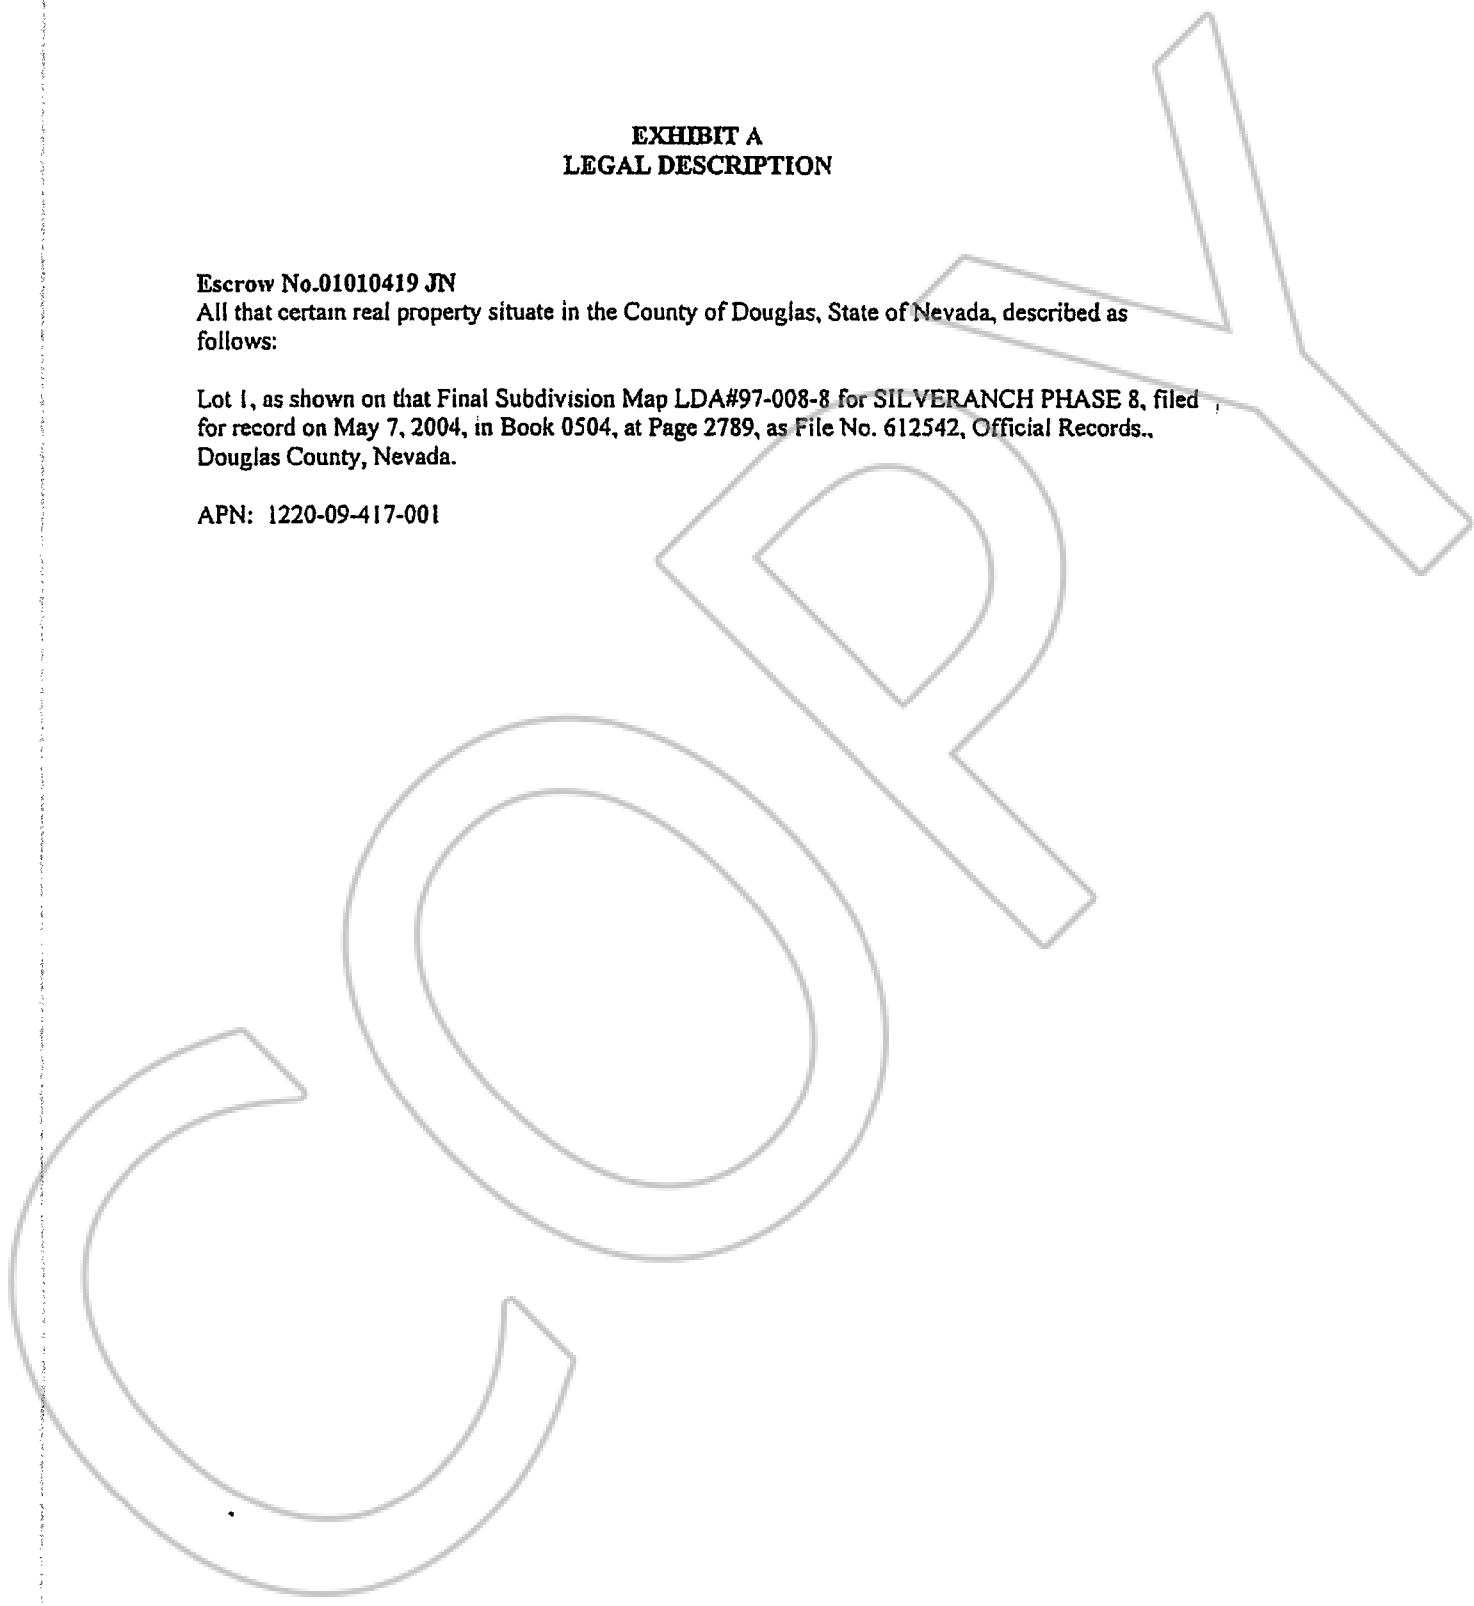 EXHIBIT A
LEGAL DESCRIPTION
Escrow No.01010419 JN
All that certain real property situate in the County of Douglas, State of Nevada, described as
follows:
Lot 1, as shown on that Final Subdivision Map LDA#97-008-8 for SILVERANCH PHASE 8, filed
for record on May 7, 2004, in Book 0504, at Page 2789, as File No. 612542, Official Records.,
Douglas County, Nevada.
APN: 1220-09-417-001
COPY